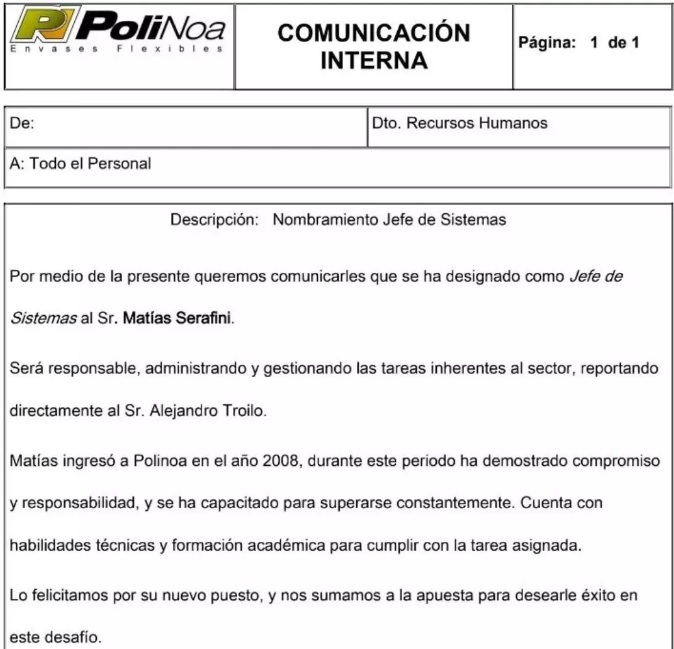 PoliNoa
Envases Flexibles
COMUNICACIÓN
INTERNA
Página: 1 de 1
De:
Dto. Recursos Humanos
A: Todo el Personal
Descripción: Nombramiento Jefe de Sistemas
Por medio de la presente queremos comunicarles que se ha designado como Jefe de
Sistemas al Sr. Matías Serafini.
Será responsable, administrando y gestionando las tareas inherentes al sector, reportando
directamente al Sr. Alejandro Troilo.
Matías ingresó a Polinoa en el año 2008, durante este periodo ha demostrado compromiso
y responsabilidad, y se ha capacitado para superarse constantemente. Cuenta con
habilidades técnicas y formación académica para cumplir con la tarea asignada.
Lo felicitamos por su nuevo puesto, y nos sumamos a la apuesta para desearle éxito en
este desafío.